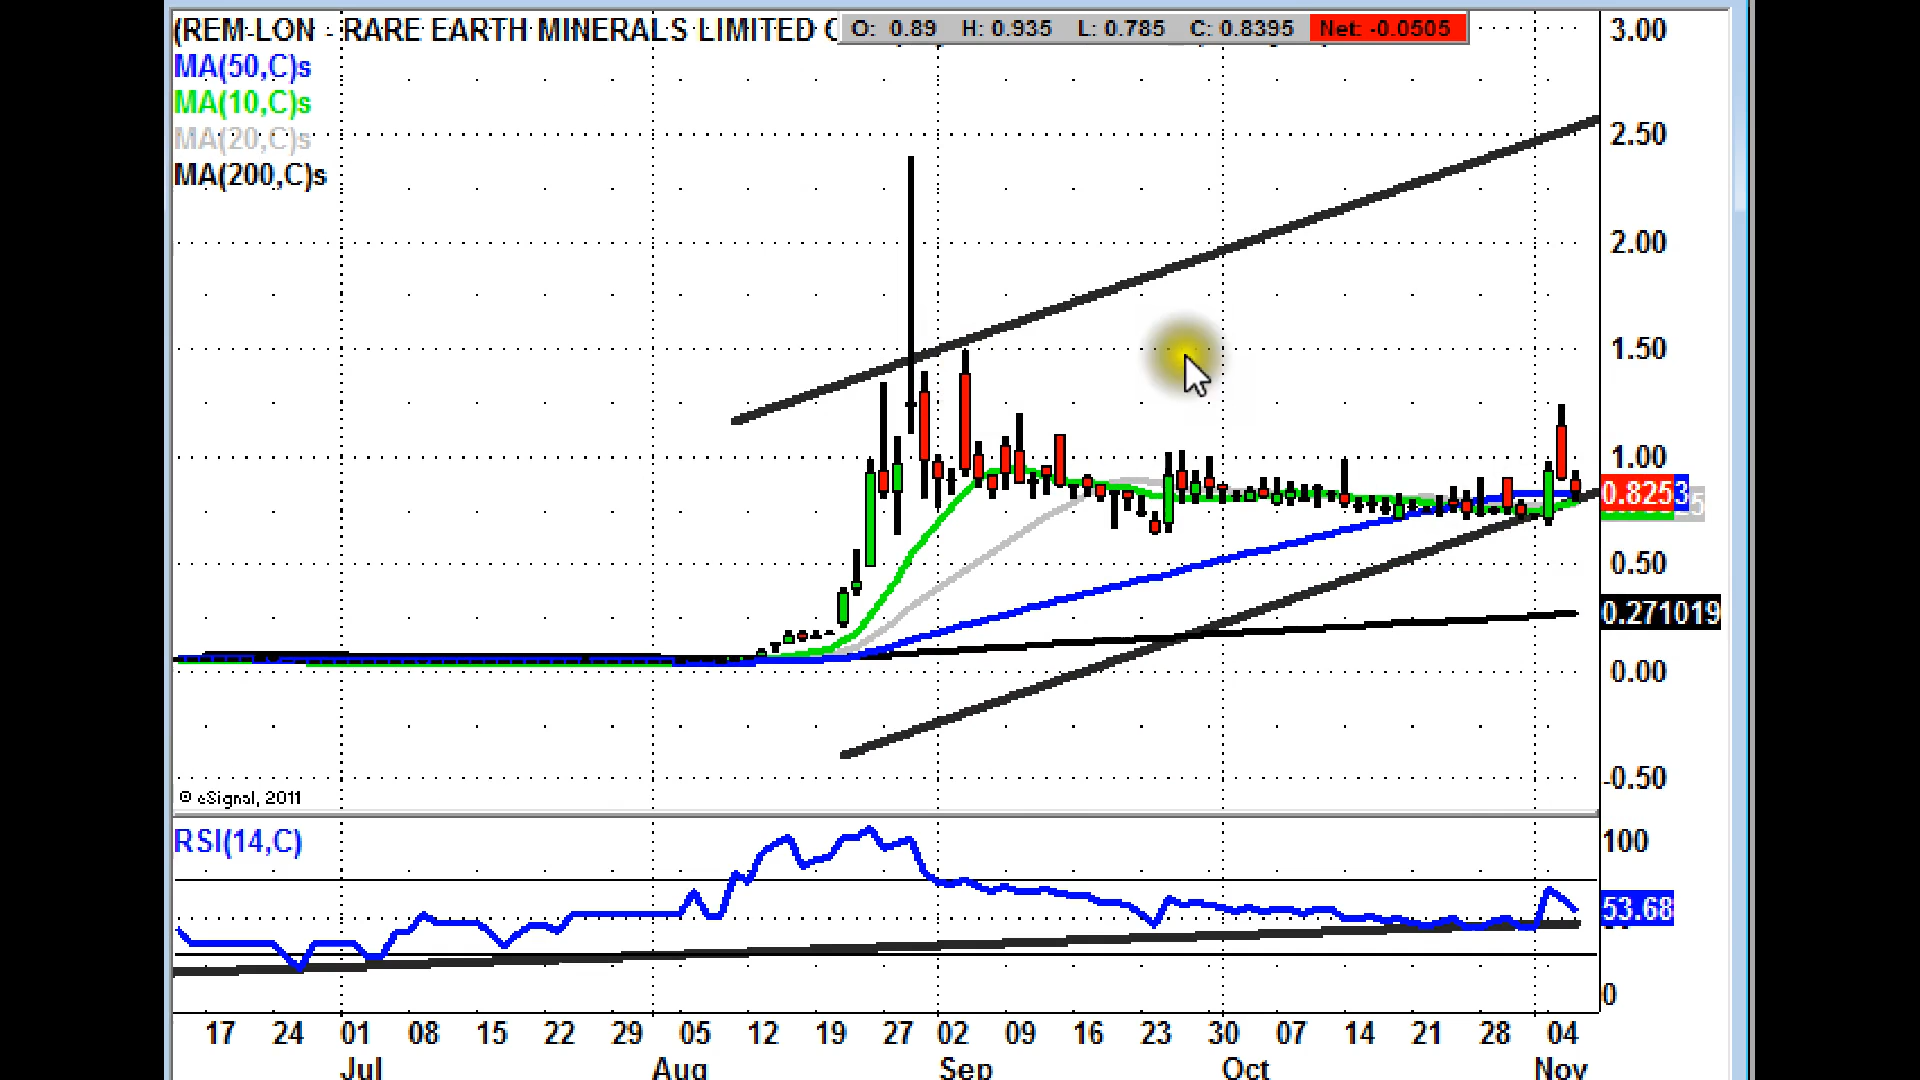 (REM-LON - RARE EARTH MINERALS LIMITED
O: 0.89 H: 0.935 L: 0.785 C: 0.8395 Net: -0.0505
MA(50,C)s
MA(10,C)s
MA(20,C)s
MA(200,C)s
3.00
2.50
2.00
1.50
1.00
0.8253
5
0.50
0.271019
0.00
-0.50
© eSignal, 2011
RSI(14,C)
100
53.68
0
17 24 01 08 15 22 29 05 12 19 27 02 09 16 23 30 07 14 21 28 04
Jul Aug Sep Oct Nov